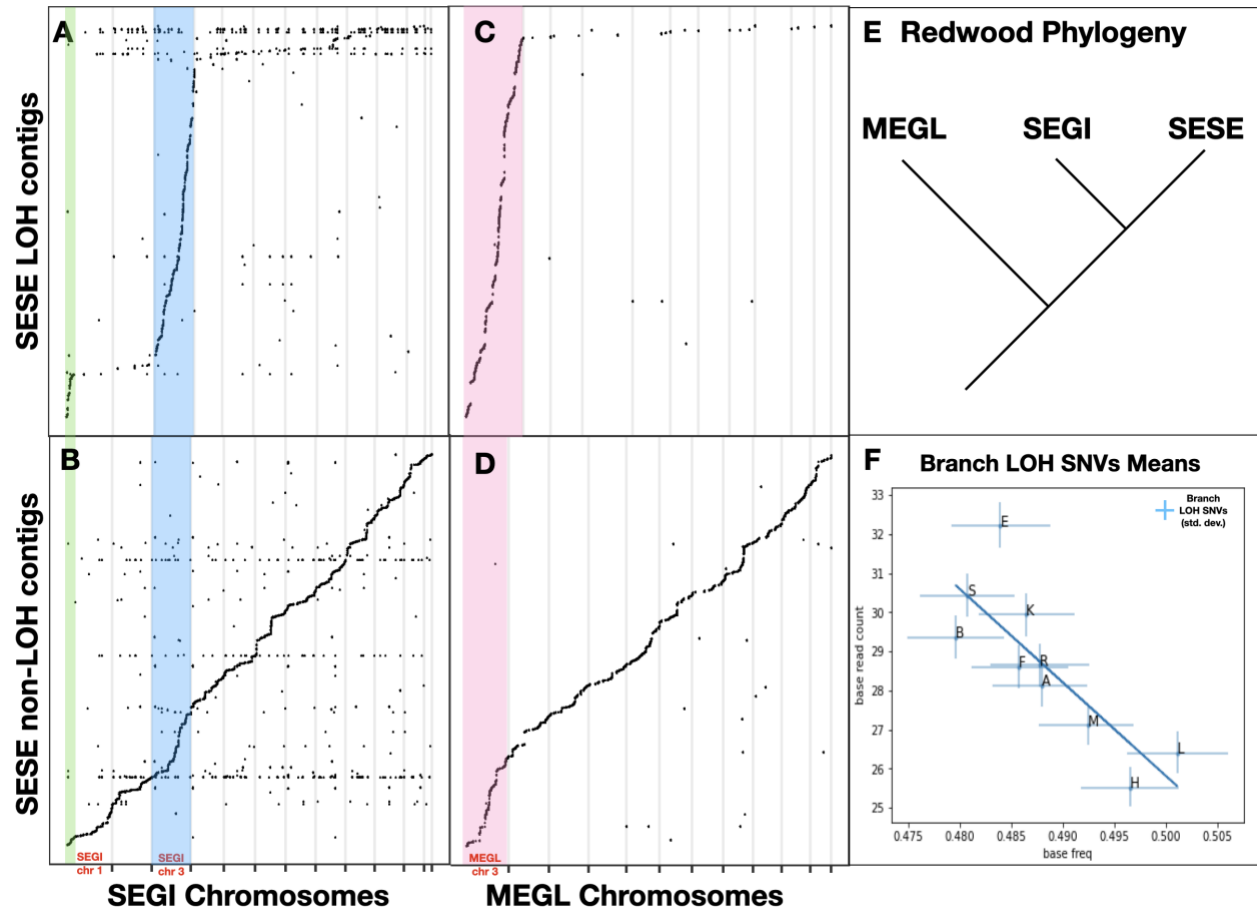 A
C
E Redwood Phylogeny
MEGL SEGI SESE
SESE LOH contigs
B
D
F Branch LOH SNVs Means
SESE non-LOH contigs
Branch
LOH SNVs
(std. dev.)
33
32
31
30
29
28
27
26
25
base read count
E
S
K
B
F
R
A
M
L
H
0.475 0.480 0.485 0.490 0.495 0.500 0.505
base freq
SEGI
chr 1
SEGI
chr 3
MEGL
chr 3
SEGI Chromosomes
MEGL Chromosomes